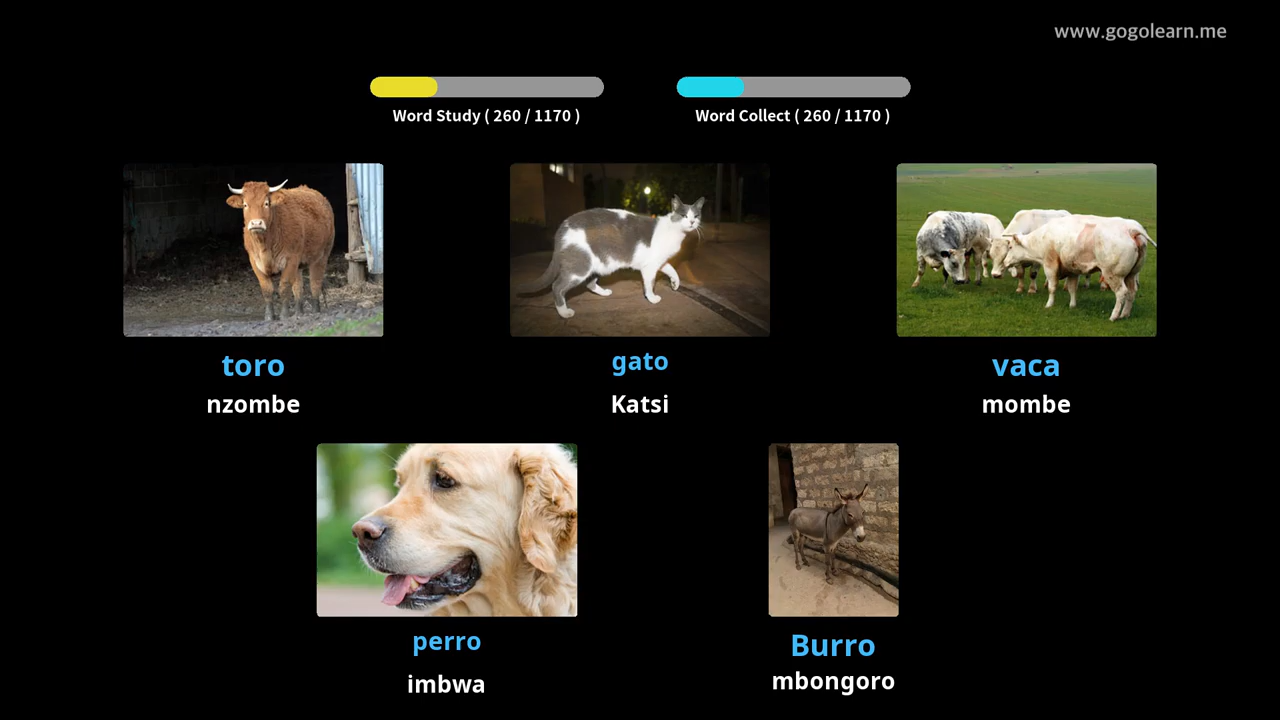 www.gogolearn.me
Word Study ( 260 / 1170 )
Word Collect ( 260 / 1170 )
toro
nzombe
gato
Katsi
vaca
mombe
perro
imbwa
Burro
mbongoro